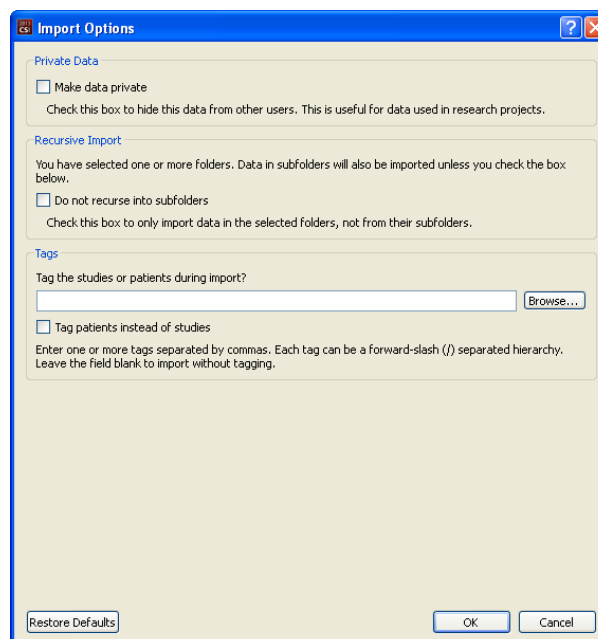 2013
CSI
Import Options
Private Data
Make data private
Check this box to hide this data from other users. This is useful for data used in research projects.
Recursive Import
You have selected one or more folders. Data in subfolders will also be imported unless you check the box
below.
Do not recurse into subfolders
Check this box to only import data in the selected folders, not from their subfolders.
Tags
Tag the studies or patients during import?
Browse...
Tag patients instead of studies
Enter one or more tags separated by commas. Each tag can be a forward-slash (/) separated hierarchy.
Leave the field blank to import without tagging.
Restore Defaults
OK
Cancel